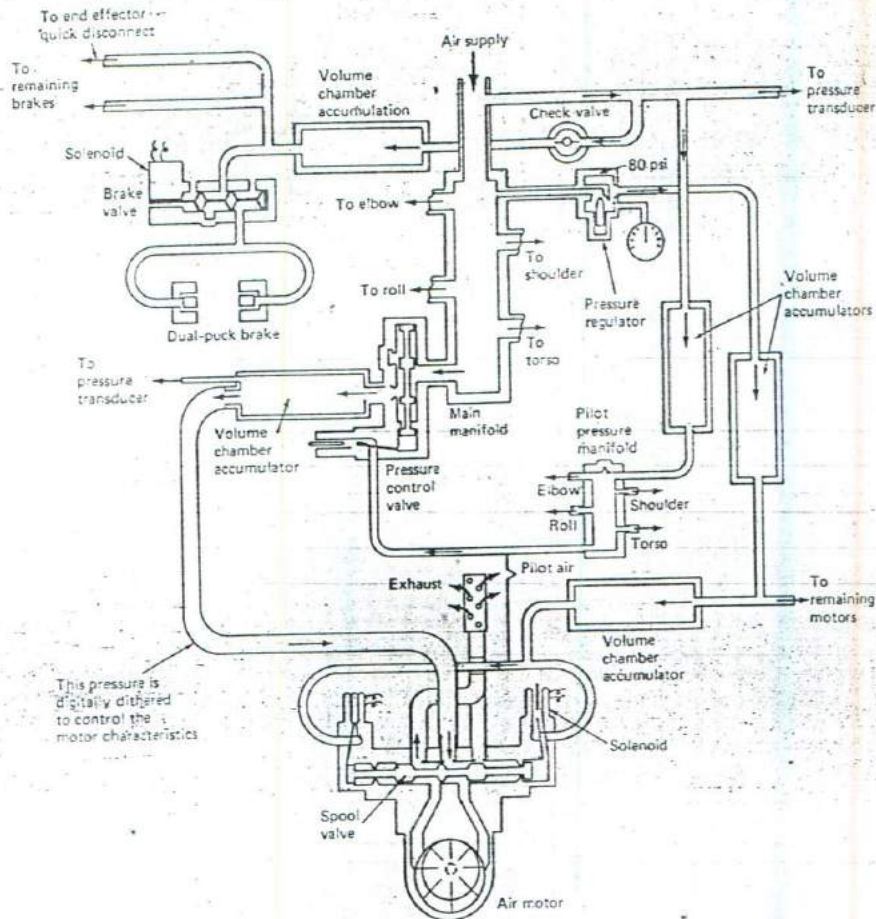 To end effector
quick disconnect
To
remaining
brakes
Air supply
Volume
chamber
accumulation
Check valve
To
pressure
transducer
Solenoid
Brake
valve
80 psi
To elbow
To
shoulder
To roll
Pressure
regulator
Volume
chamber
accumulators
Dual-puck brake
To
torso
To
pressure
transducer
Main
manifold
Volume
chamber
accumulator
Pressure
control
valve
Pilot
pressure
manifold
Elbow
Shoulder
Roll
Torso
Exhaust
Pilot air
To
remaining
motors
Volume
chamber
accumulator
This pressure is
digitally dithered
to control the
motor characteristics
Solenoid
Spool
valve
Air motor